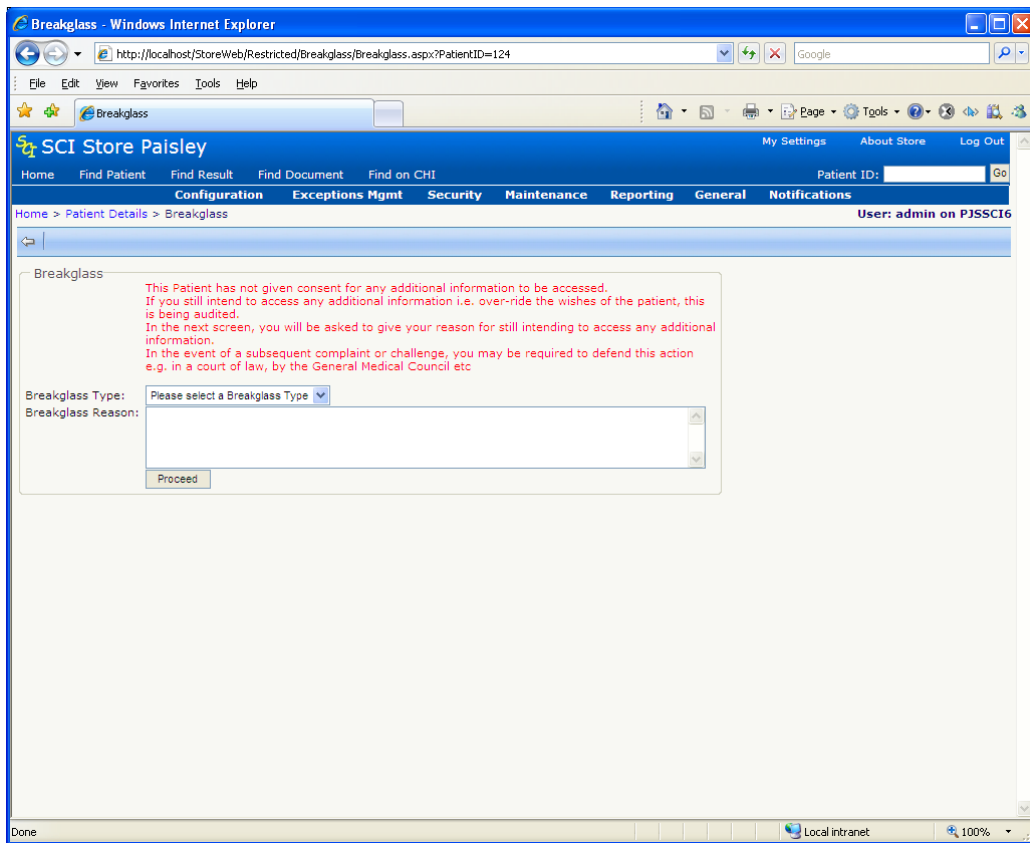 Breakglass - Windows Internet Explorer
http://localhost/StoreWeb/Restricted/Breakglass/Breakglass.aspx?PatientID=124
Google
File Edit View Favorites Tools Help
Breakglass
Page Tools
SCI Store Paisley
My Settings About Store Log Out
Home Find Patient Find Result Find Document Find on CHI Patient ID: Go
Configuration Exceptions Mgmt Security Maintenance Reporting General Notifications
Home > Patient Details > Breakglass User: admin on PJSSCI6
Breakglass
This Patient has not given consent for any additional information to be accessed.
If you still intend to access any additional information i.e. over-ride the wishes of the patient, this
is being audited.
In the next screen, you will be asked to give your reason for still intending to access any additional
information.
In the event of a subsequent complaint or challenge, you may be required to defend this action
e.g. in a court of law, by the General Medical Council etc
Breakglass Type: Please select a Breakglass Type
Breakglass Reason:
Proceed
Done Local intranet 100%